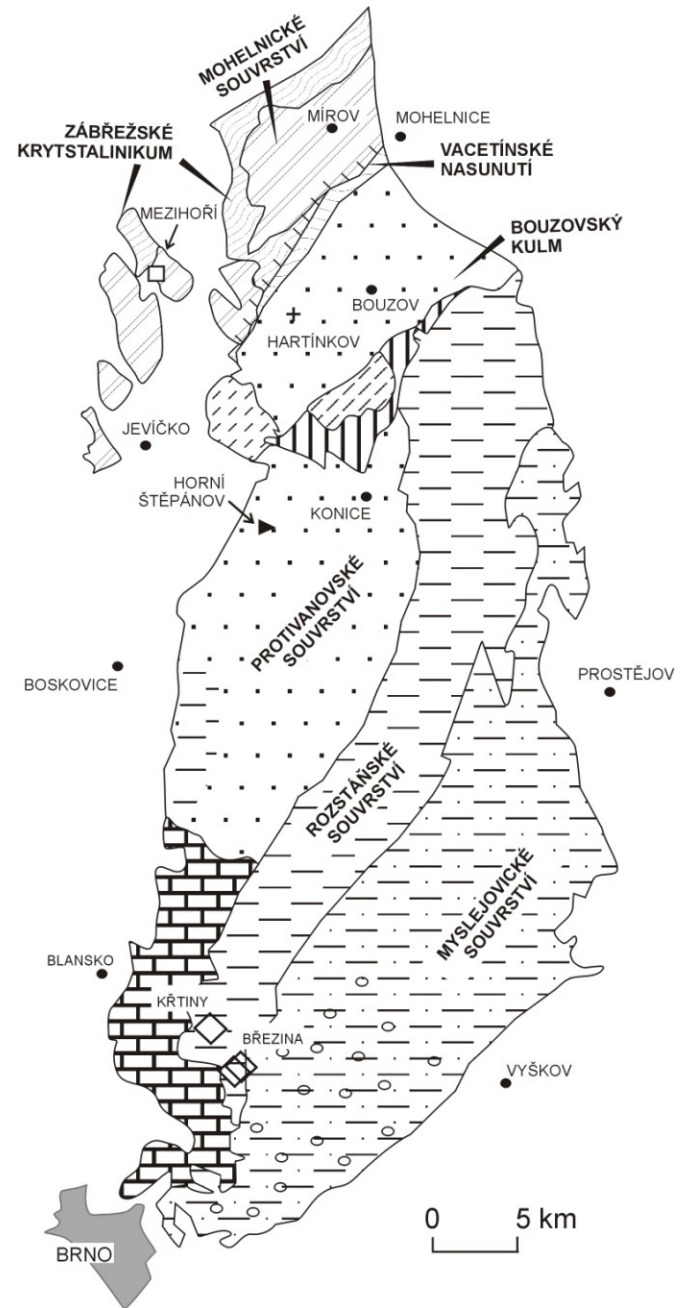 MOHELNICKÉ
SOUVRSTVÍ
MÍROV
MOHELNICE
ZÁBŘEŽSKÉ
KRYTSTALINIKUM
VACETÍNSKÉ
NASUNUTÍ
MEZIHOŘÍ
BOUZOVSKÝ
KULM
BOUZOV
HARTÍNKOV
JEVÍČKO
HORNÍ
ŠTĚPÁNOV
KONICE
PROTIVANOVSKÉ
SOUVRSTVÍ
BOSKOVICE
PROSTĚJOV
ROZSTÁŇSKÉ
SOUVRSTVÍ
MYSLEJOVICKÉ
SOUVRSTVÍ
BLANSKO
KŘTINY
BŘEZINA
VYŠKOV
0 5 km
BRNO